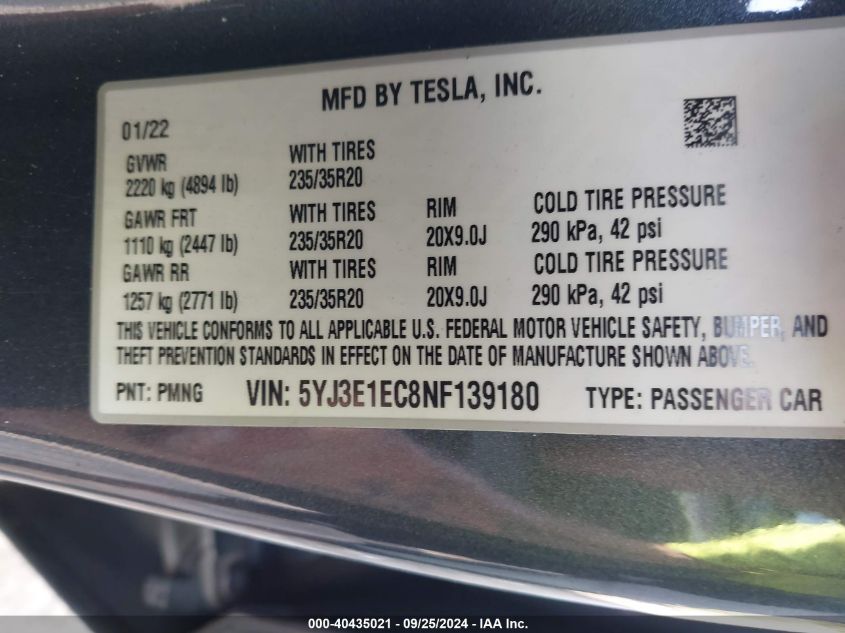 MFD BY TESLA, INC.
01/22
GVWR WITH TIRES
2220 kg (4894 lb) 235/35R20
GAWR FRT WITH TIRES RIM COLD TIRE PRESSURE
1110 kg (2447 lb) 235/35R20 20X9.0J 290 kPa, 42 psi
GAWR RR WITH TIRES RIM COLD TIRE PRESSURE
1257 kg (2771 lb) 235/35R20 20X9.0J 290 kPa, 42 psi
THIS VEHICLE CONFORMS TO ALL APPLICABLE U.S. FEDERAL MOTOR VEHICLE SAFETY, BUMPER, AND
THEFT PREVENTION STANDARDS IN EFFECT ON THE DATE OF MANUFACTURE SHOWN ABOVE.
PNT: PMNG VIN: 5YJ3E1EC8NF139180 TYPE: PASSENGER CAR
000-40435021 - 09/25/2024 - IAA Inc.